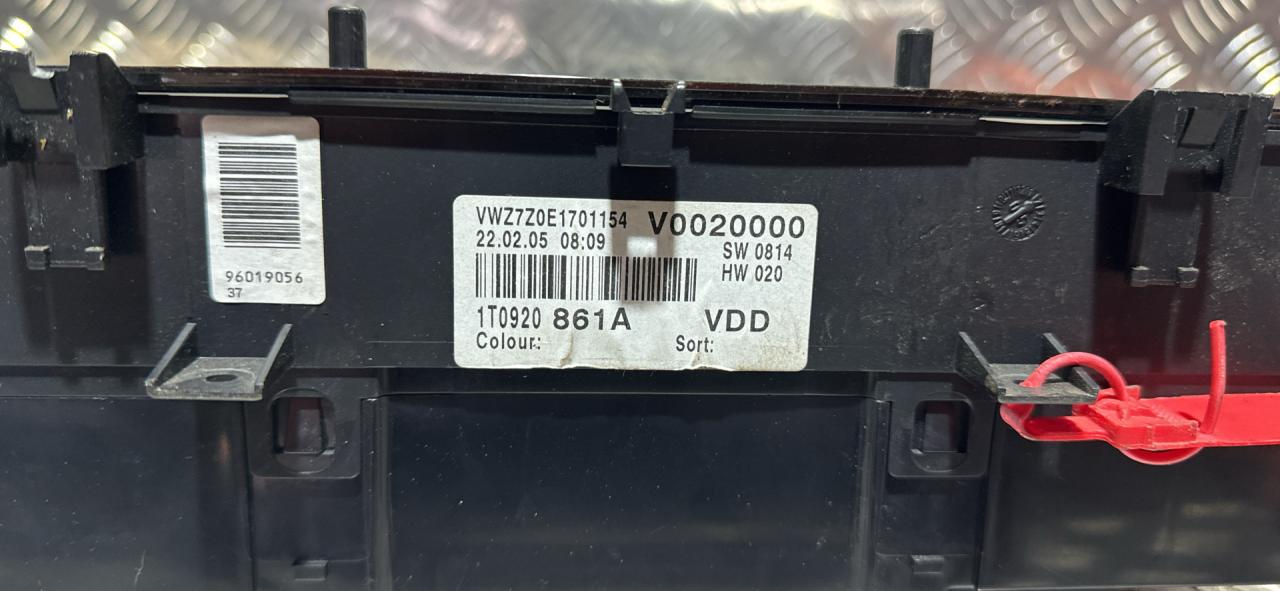 96019056
37
VWZ7Z0E1701154 V0020000
22.02.05 08:09 SW 0814
HW 020
1T0920 861A VDD
Colour: Sort: